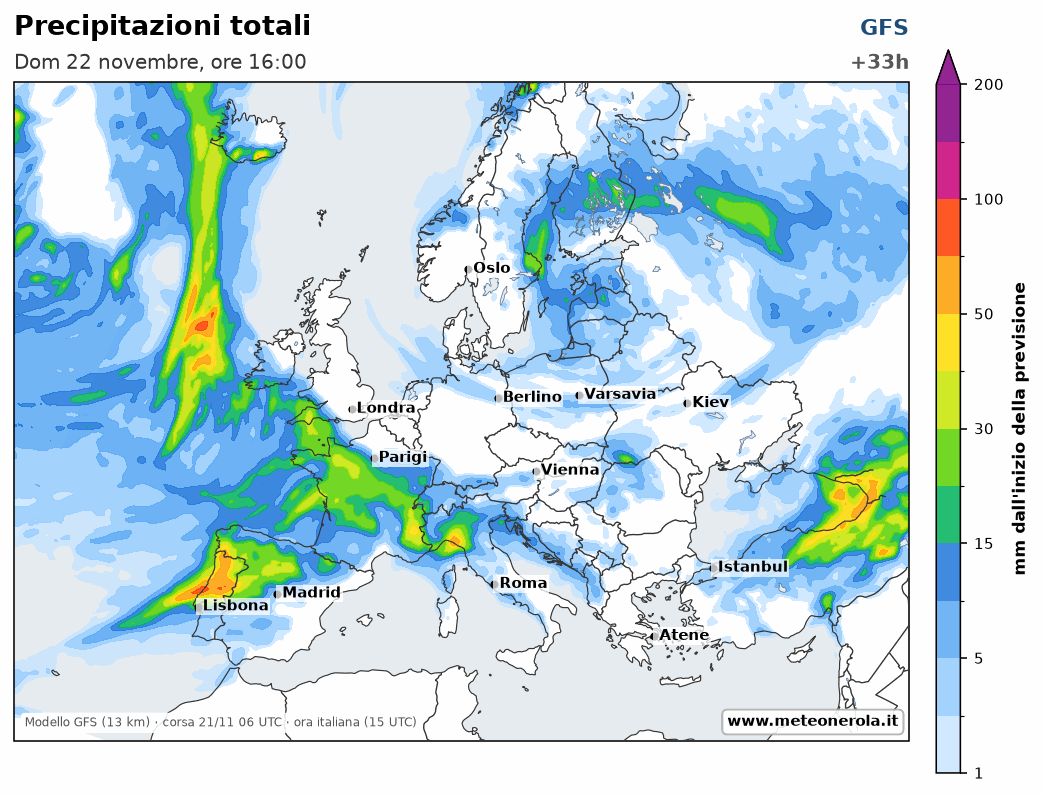 Precipitazioni totali
GFS
Dom 22 novembre, ore 16:00
+33h
200
100
50
30
15
5
1
mm dall'inizio della previsione
Oslo
Berlino
Varsavia
Kiev
Londra
Parigi
Vienna
Istanbul
Roma
Madrid
Lisbona
Atene
Modello GFS (13 km) · corsa 21/11 06 UTC · ora italiana (15 UTC)
www.meteonerola.it